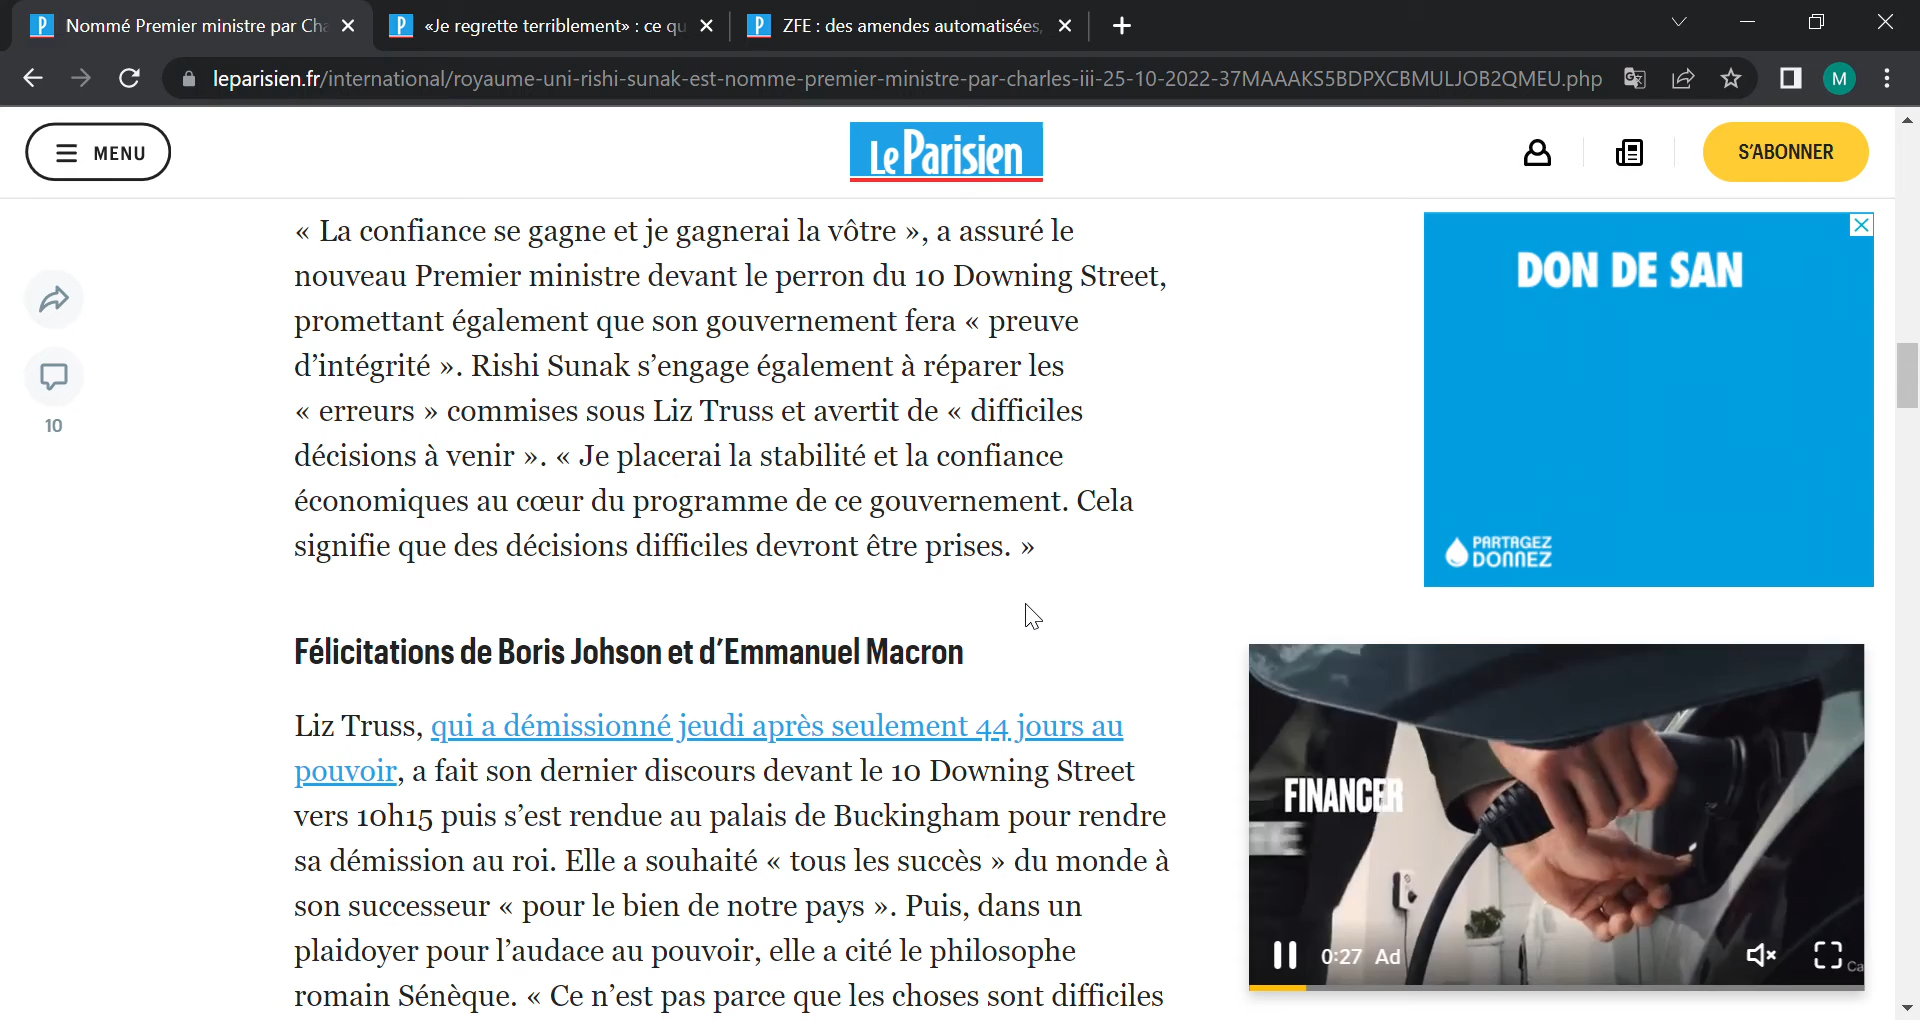 Nommé Premier ministre par Cha
«Je regrette terriblement» : ce qu
ZFE : des amendes automatisées,
leparisien.fr/international/royaume-uni-rishi-sunak-est-nomme-premier-ministre-par-charles-iii-25-10-2022-37MAAAKS5BDPXCBMULJOB2QMEU.php
M
MENU
Le Parisien
S'ABONNER
« La confiance se gagne et je gagnerai la vôtre », a assuré le
nouveau Premier ministre devant le perron du 10 Downing Street,
promettant également que son gouvernement fera « preuve
d’intégrité ». Rishi Sunak s’engage également à réparer les
« erreurs » commises sous Liz Truss et avertit de « difficiles
décisions à venir ». « Je placerai la stabilité et la confiance
économiques au cœur du programme de ce gouvernement. Cela
signifie que des décisions difficiles devront être prises. »
10
Félicitations de Boris Johson et d’Emmanuel Macron
Liz Truss, qui a démissionné jeudi après seulement 44 jours au
pouvoir, a fait son dernier discours devant le 10 Downing Street
vers 10h15 puis s’est rendue au palais de Buckingham pour rendre
sa démission au roi. Elle a souhaité « tous les succès » du monde à
son successeur « pour le bien de notre pays ». Puis, dans un
plaidoyer pour l’audace au pouvoir, elle a cité le philosophe
romain Sénèque. « Ce n’est pas parce que les choses sont difficiles
DON DE SAN
PARTAGEZ
DONNEZ
FINANCER
0:27 Ad
Ca